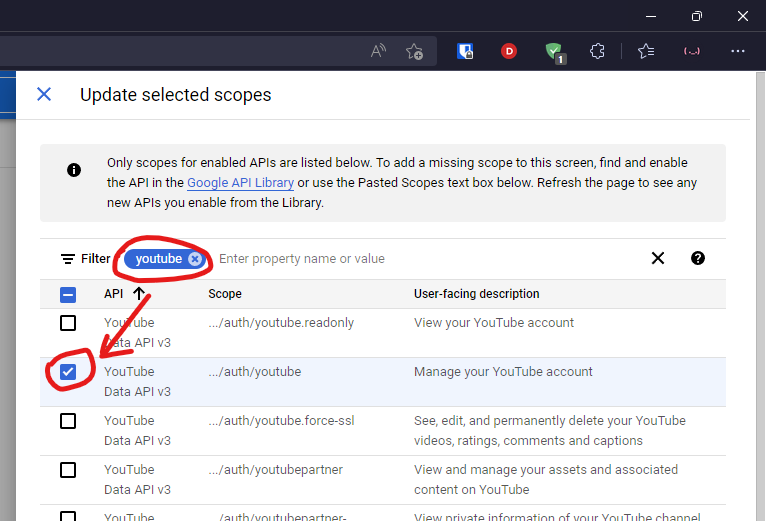 A
D
1
Update selected scopes
Only scopes for enabled APIs are listed below. To add a missing scope to this screen, find and enable
the API in the Google API Library or use the Pasted Scopes text box below. Refresh the page to see any
new APIs you enable from the Library.
Filter youtube Enter property name or value
API Scope User-facing description
YouTube .../auth/youtube.readonly View your YouTube account
Data API v3
YouTube .../auth/youtube Manage your YouTube account
Data API v3
YouTube .../auth/youtube.force-ssl See, edit, and permanently delete your YouTube
Data API v3 videos, ratings, comments and captions
YouTube .../auth/youtubepartner View and manage your assets and associated
Data API v3 content on YouTube
YouTube .../auth/youtubepartner- View private information of your YouTube channel